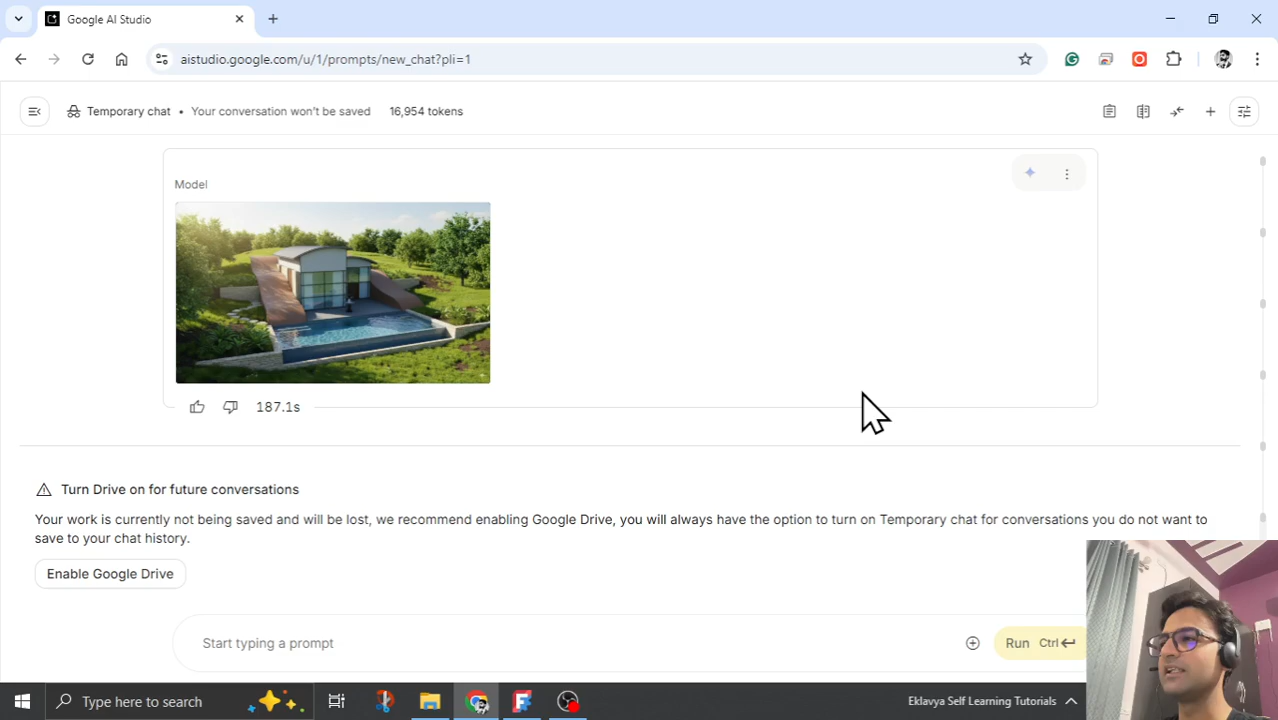 Google AI Studio
aistudio.google.com/u/1/prompts/new_chat?pli=1
Temporary chat • Your conversation won't be saved 16,954 tokens
Model
187.1s
Turn Drive on for future conversations
Your work is currently not being saved and will be lost, we recommend enabling Google Drive, you will always have the option to turn on Temporary chat for conversations you do not want to
save to your chat history.
Enable Google Drive
Start typing a prompt
Run Ctrl
Type here to search
Eklavya Self Learning Tutorials